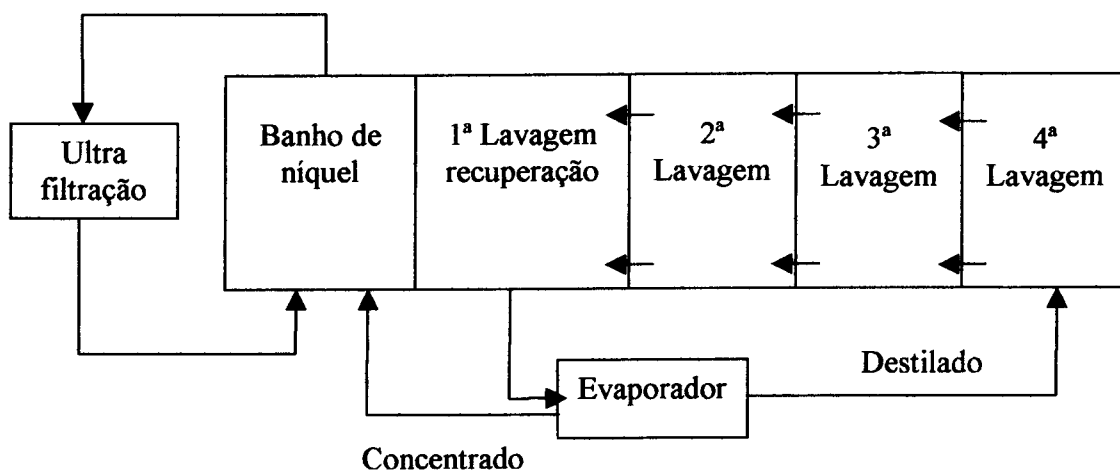 Ultra
filtração
Banho de
níquel
1ª Lavagem
recuperação
2ª
Lavagem
3ª
Lavagem
4ª
Lavagem
Evaporador
Destilado
Concentrado